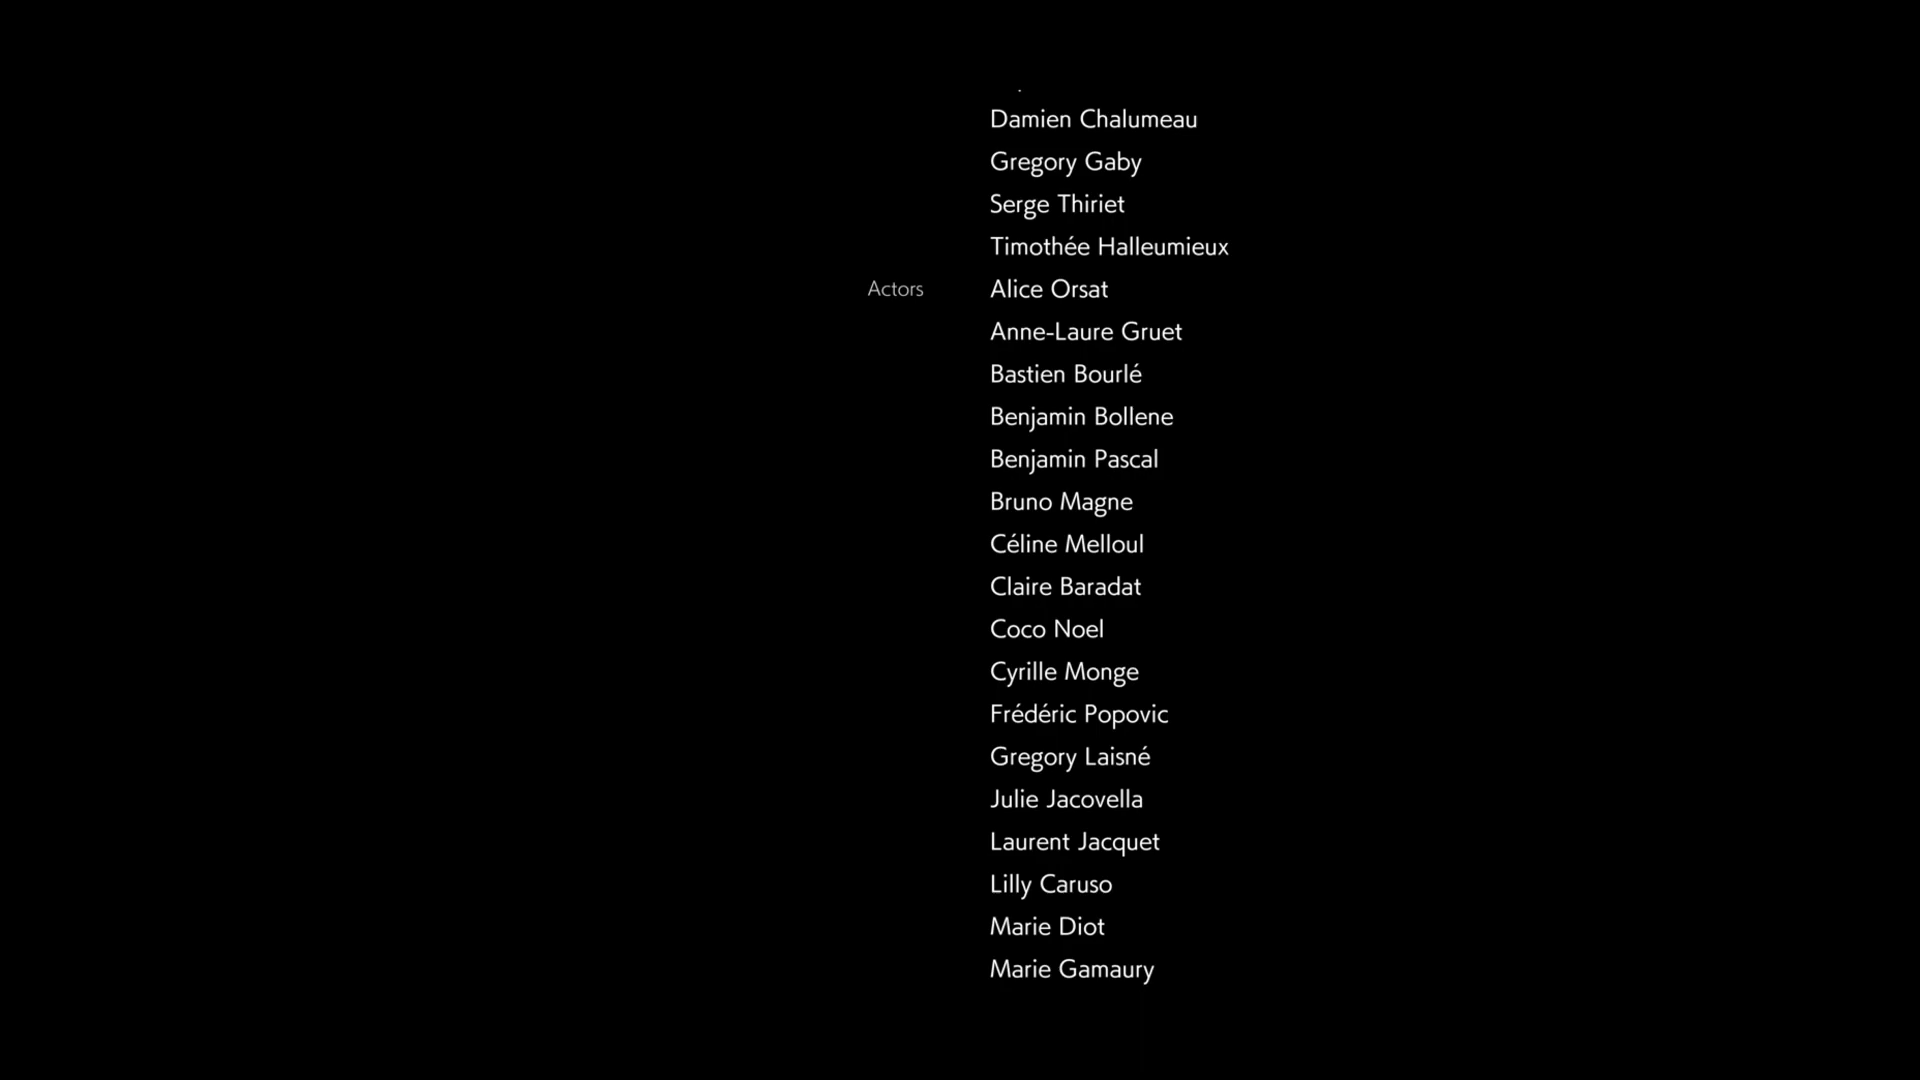 Damien Chalumeau
Gregory Gaby
Serge Thiriet
Timothée Halleumieux
Actors Alice Orsat
Anne-Laure Gruet
Bastien Bourlé
Benjamin Bollene
Benjamin Pascal
Bruno Magne
Céline Melloul
Claire Baradat
Coco Noel
Cyrille Monge
Frédéric Popovic
Gregory Laisné
Julie Jacovella
Laurent Jacquet
Lilly Caruso
Marie Diot
Marie Gamaury